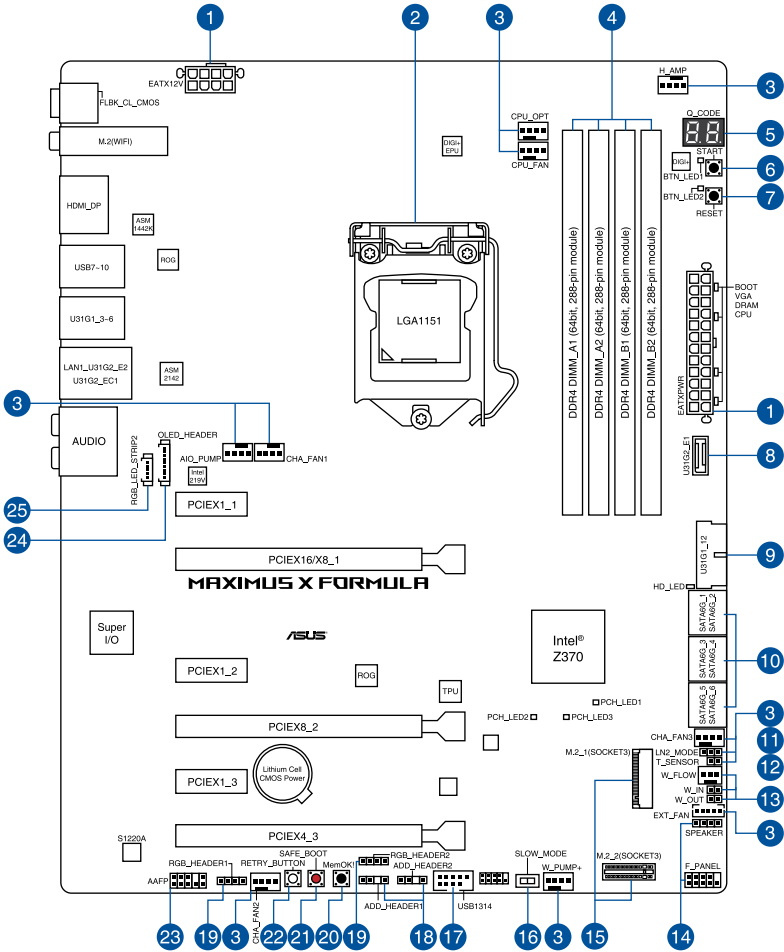 1
2
3
4
EATX12V
H_AMP
3
FLBK_CL_CMOS
CPU_OPT
Q_CODE
88
5
M.2(WIFI)
DIGI+
EPU
CPU_FAN
START
DIGI+
BTN_LED1
6
BTN_LED2
7
RESET
HDMI_DP
ASM
1442K
ROG
USB7~10
U31G1_3~6
LGA1151
DDR4 DIMM_A1 (64bit, 288-pin module)
DDR4 DIMM_A2 (64bit, 288-pin module)
DDR4 DIMM_B1 (64bit, 288-pin module)
DDR4 DIMM_B2 (64bit, 288-pin module)
BOOT
VGA
DRAM
CPU
EATXPWR
1
LAN1_U31G2_E2
U31G2_EC1
ASM
2142
3
AUDIO
OLED_HEADER
RGB_LED_STRIP2
AIO_PUMP
CHA_FAN1
Intel
219V
U31G2_E1
8
25
24
PCIEX1_1
PCIEX16/X8_1
MAXIMUS X FORMULA
U31G1_12
9
HD_LED
Super
I/O
ASUS
Intel®
Z370
SATA6G_1
SATA6G_2
SATA6G_3
SATA6G_4
SATA6G_5
SATA6G_6
10
PCIEX1_2
ROG
TPU
PCH_LED1
PCH_LED2
PCH_LED3
PCIEX8_2
3
CHA_FAN3
11
LN2_MODE
T_SENSOR
12
M.2_1(SOCKET3)
Lithium Cell
CMOS Power
PCIEX1_3
W_FLOW
W_IN
W_OUT
13
EXT_FAN
3
SPEAKER
PCIEX4_3
S1220A
RGB_HEADER1
RETRY_BUTTON
SAFE_BOOT
MemOK!
RGB_HEADER2
ADD_HEADER2
SLOW_MODE
W_PUMP+
M.2_2(SOCKET3)
F_PANEL
AAFP
CHA_FAN2
ADD_HEADER1
USB1314
23
19
3
22
21
20
19
18
17
16
3
15
14